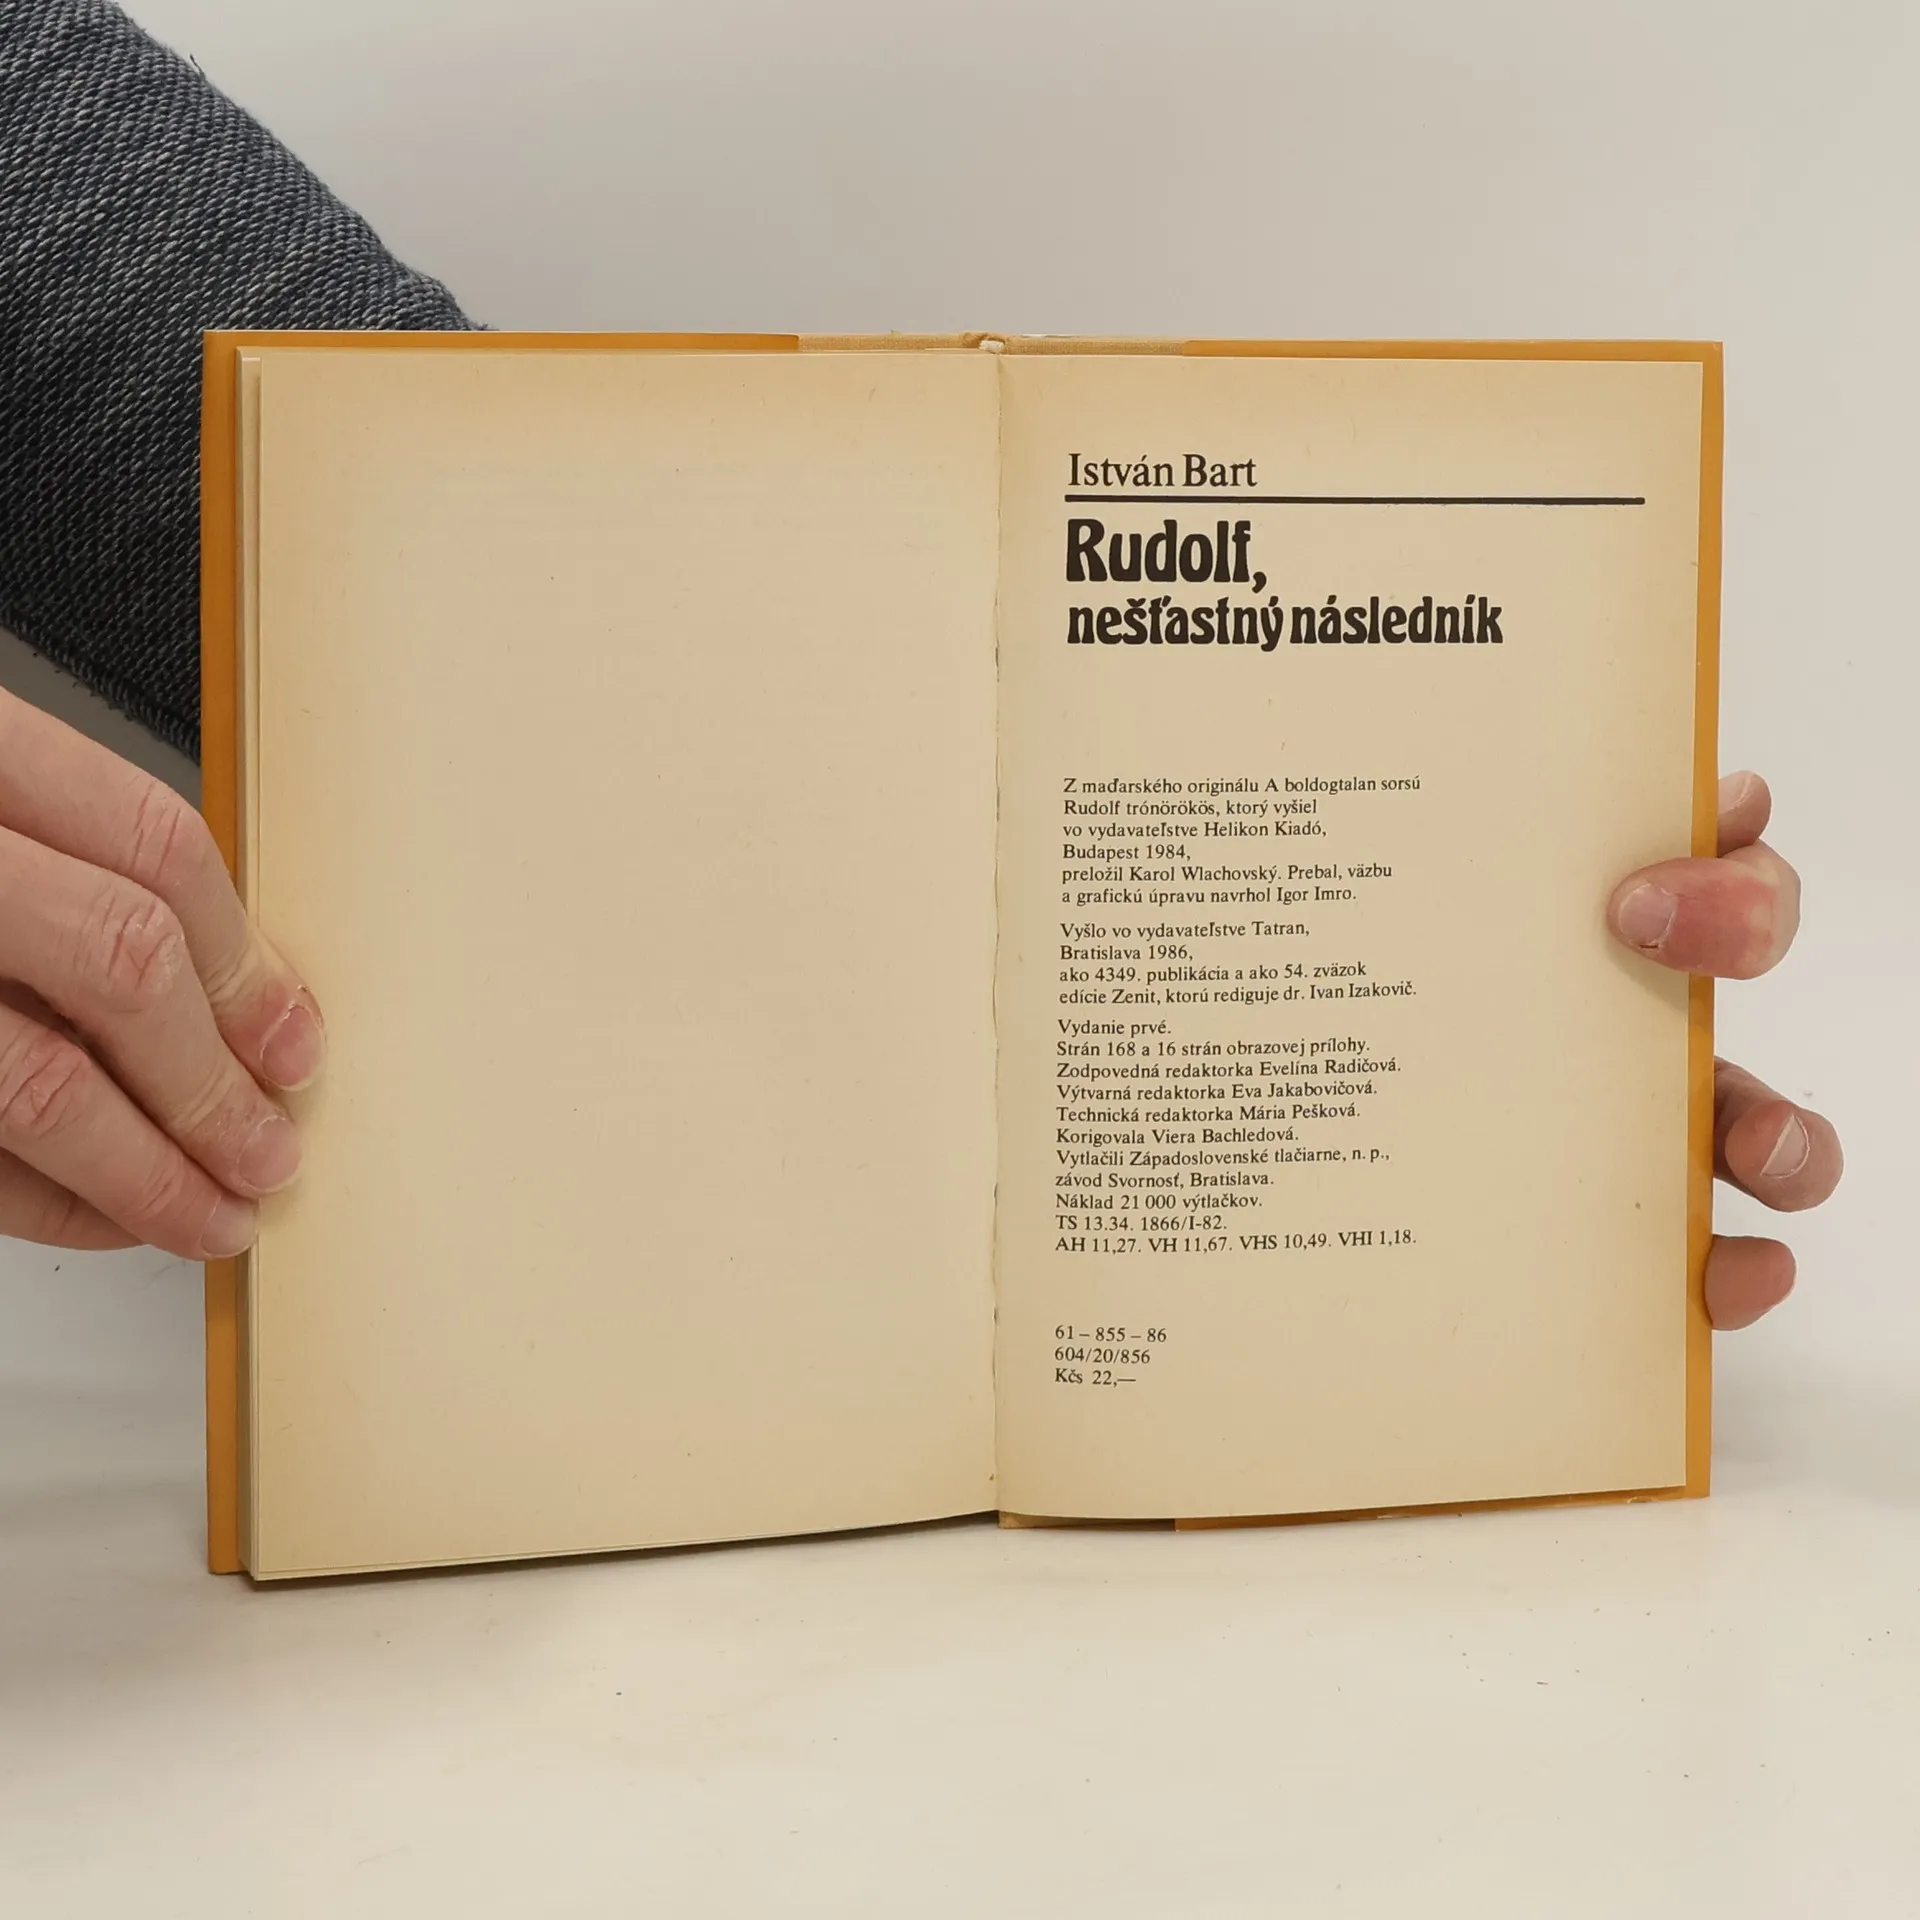 István Bart
Rudolf,
nešťastný následník
Z maďarského originálu A boldogtalan sorsú
Rudolf trónörökös, ktorý vyšiel
vo vydavateľstve Helikon Kiadó,
Budapest 1984,
preložil Karol Wlachovský. Prebal, väzbu
a grafickú úpravu navrhol Igor Imro.
Vyšlo vo vydavateľstve Tatran,
Bratislava 1986,
ako 4349. publikácia a ako 54. zväzok
edície Zenit, ktorú rediguje dr. Ivan Izakovič.
Vydanie prvé.
Strán 168 a 16 strán obrazovej prílohy.
Zodpovedná redaktorka Evelína Radičová.
Výtvarná redaktorka Eva Jakabovičová.
Technická redaktorka Mária Pešková.
Korigovala Viera Bachledová.
Vytlačili Západoslovenské tlačiarne, n. p.,
závod Svornosť, Bratislava.
Náklad 21 000 výtlačkov.
TS 13.34. 1866/I-82.
AH 11,27. VH 11,67. VHS 10,49. VHI 1,18.
61 – 855 – 86
604/20/856
Kčs 22,—